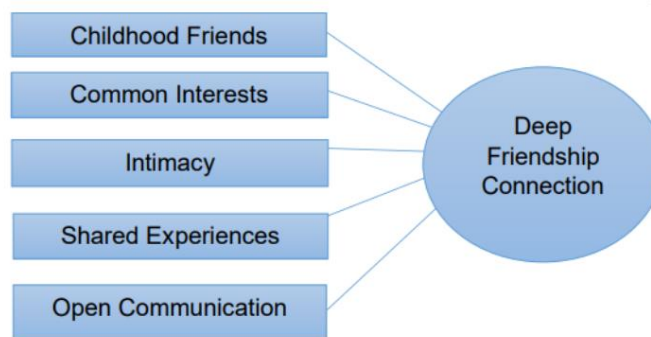 Childhood Friends
Common Interests
Intimacy
Shared Experiences
Open Communication
Deep
Friendship
Connection